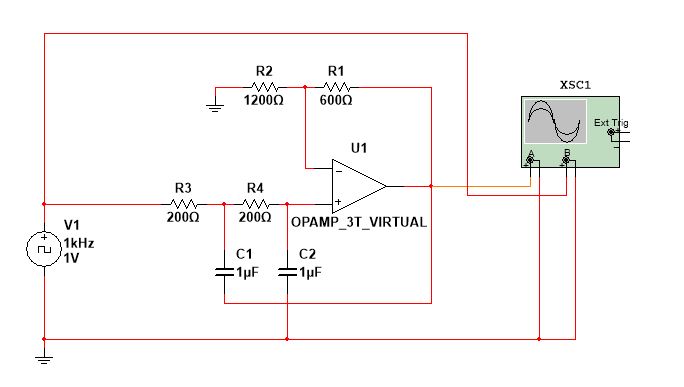 R2
1200Ω
R1
600Ω
XSC1
Ext Trig
+
−
A
B
+
−
+
−
U1
−
+
OPAMP_3T_VIRTUAL
R3
200Ω
R4
200Ω
V1
1kHz
1V
+
C1
1µF
C2
1µF